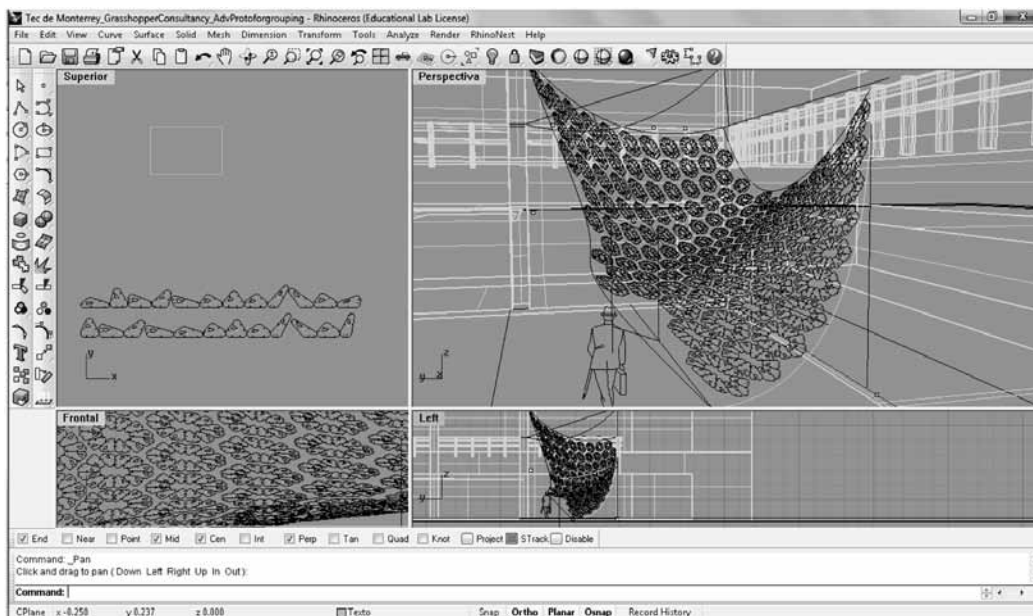 Tec de Monterrey_GrasshopperConsultancy_AdvProtoforgrouping - Rhinoceros (Educational Lab License)
File Edit View Curve Surface Solid Mesh Dimension Transform Tools Analyze Render RhinoNest Help
Superior
Perspectiva
y
x
z
y x
Frontal
Left
z
y
End Near Point Mid Cen Int Perp Tan Quad Knot Project STrack Disable
Command: _Pan
Click and drag to pan ( Down Left Right Up In Out ):
Command:
CPlane x -0.250 y 0.237 z 0.000 Texto Snap Ortho Planar Osnap Record History